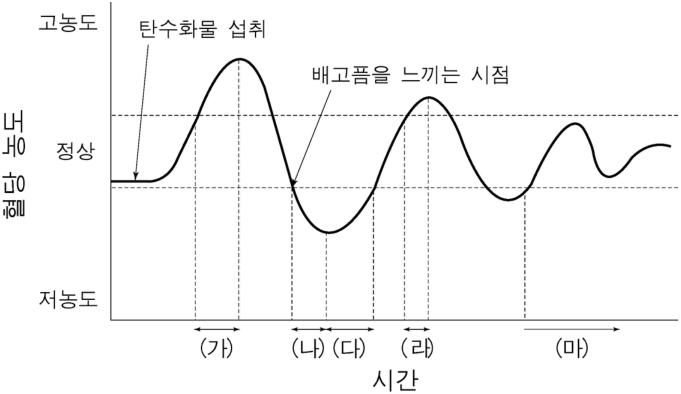 고농도
탄수화물 섭취
배고픔을 느끼는 시점
정상
혈당 농도
저농도
(가)
(나)
(다)
(라)
(마)
시간